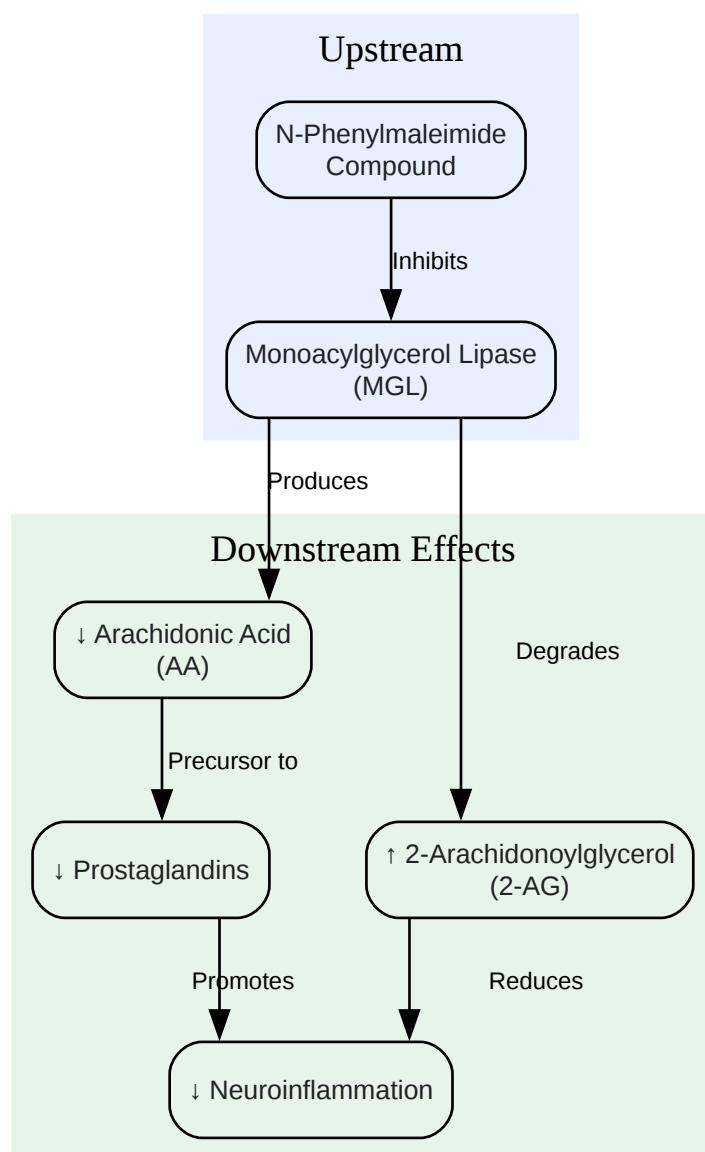 Upstream
N-Phenylmaleimide
Compound
Inhibits
Monoacylglycerol Lipase
(MGL)
Produces
Downstream Effects
↓ Arachidonic Acid
(AA)
Degrades
Precursor to
↓ Prostaglandins
↑ 2-Arachidonoylglycerol
(2-AG)
Promotes
Reduces
↓ Neuroinflammation